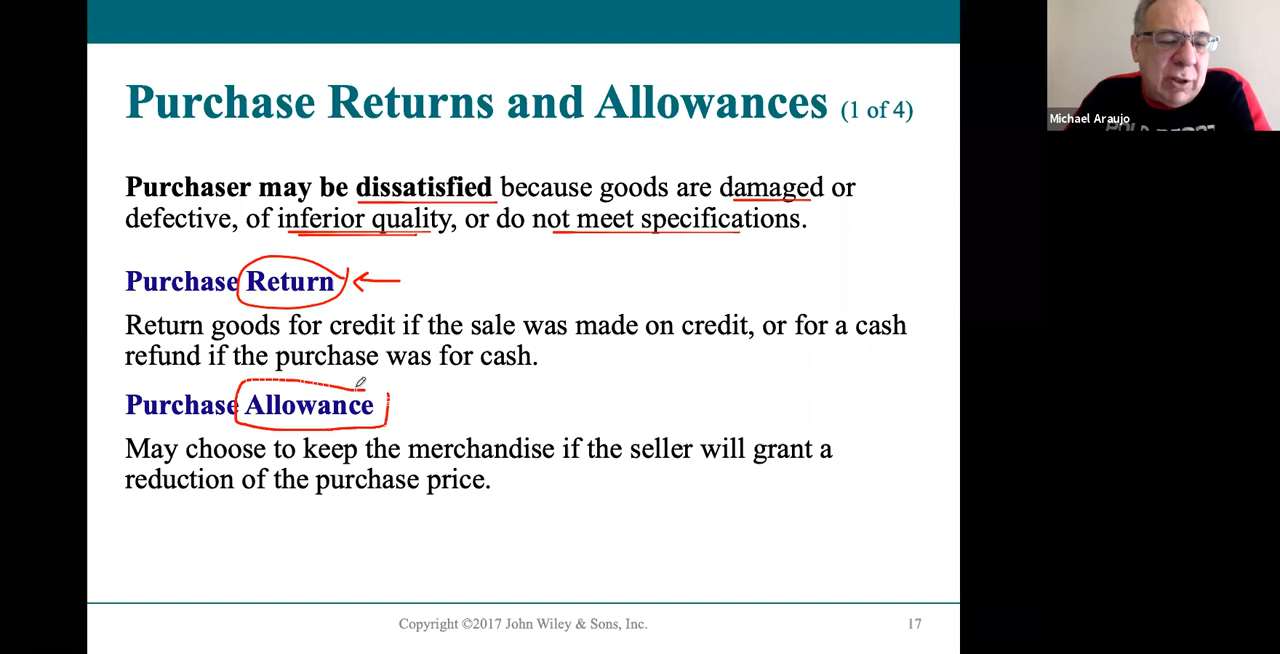 Purchase Returns and Allowances (1 of 4)
Michael Araujo
Purchaser may be dissatisfied because goods are damaged or
defective, of inferior quality, or do not meet specifications.
Purchase Return
Return goods for credit if the sale was made on credit, or for a cash
refund if the purchase was for cash.
Purchase Allowance
May choose to keep the merchandise if the seller will grant a
reduction of the purchase price.
Copyright ©2017 John Wiley & Sons, Inc.
17